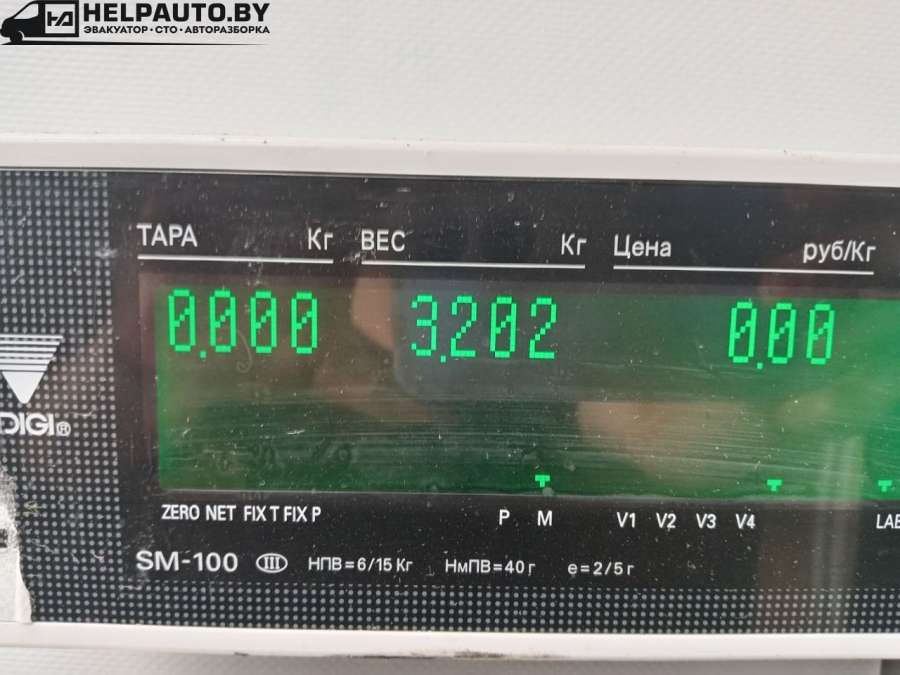 HELPAUTO.BY
ЭВАКУАТОР·СТО·АВТОРАЗБОРКА
ТАРА Кг ВЕС Кг Цена руб/Кг
0.000 3.202 0.00
DIGI®
ZERO NET FIX T FIX P P M V1 V2 V3 V4
SM-100 III НПВ=6/15 Кг НмПВ=40 г e=2/5 г